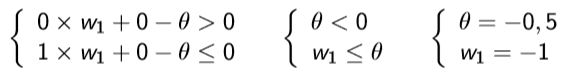 0 × w₁ + 0 − θ > 0    θ < 0    θ = −0, 5
1 × w₁ + 0 − θ ≤ 0    w₁ ≤ θ    w₁ = −1